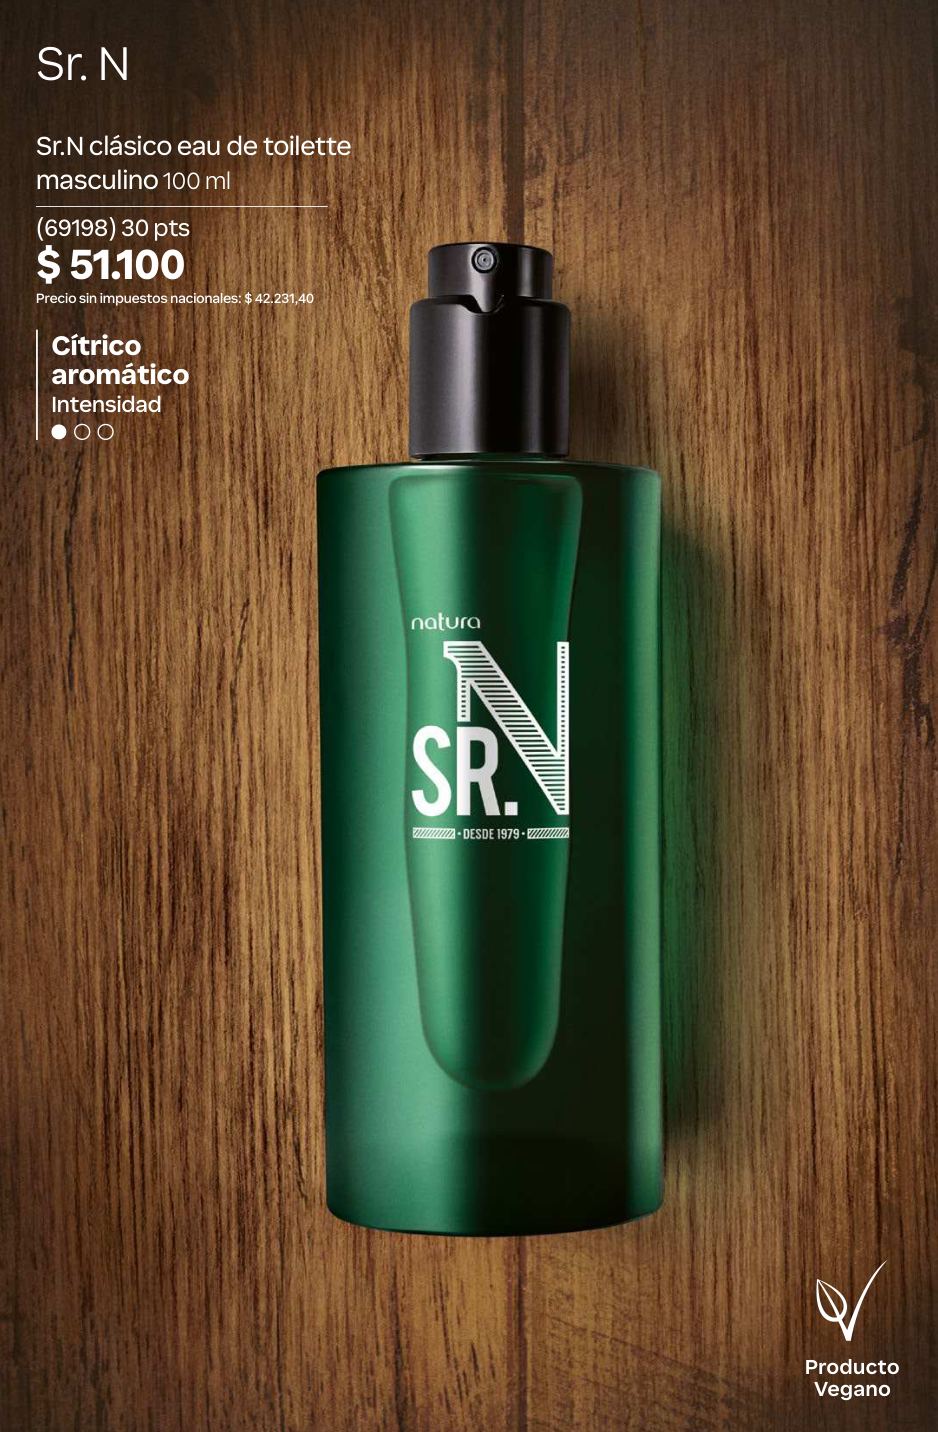 Sr. N
Sr.N clásico eau de toilette
masculino 100 ml
(69198) 30 pts
$ 51.100
Precio sin impuestos nacionales: $ 42.231,40
Cítrico
aromático
Intensidad
natura
N
SR.
• DESDE 1979 •
Producto
Vegano